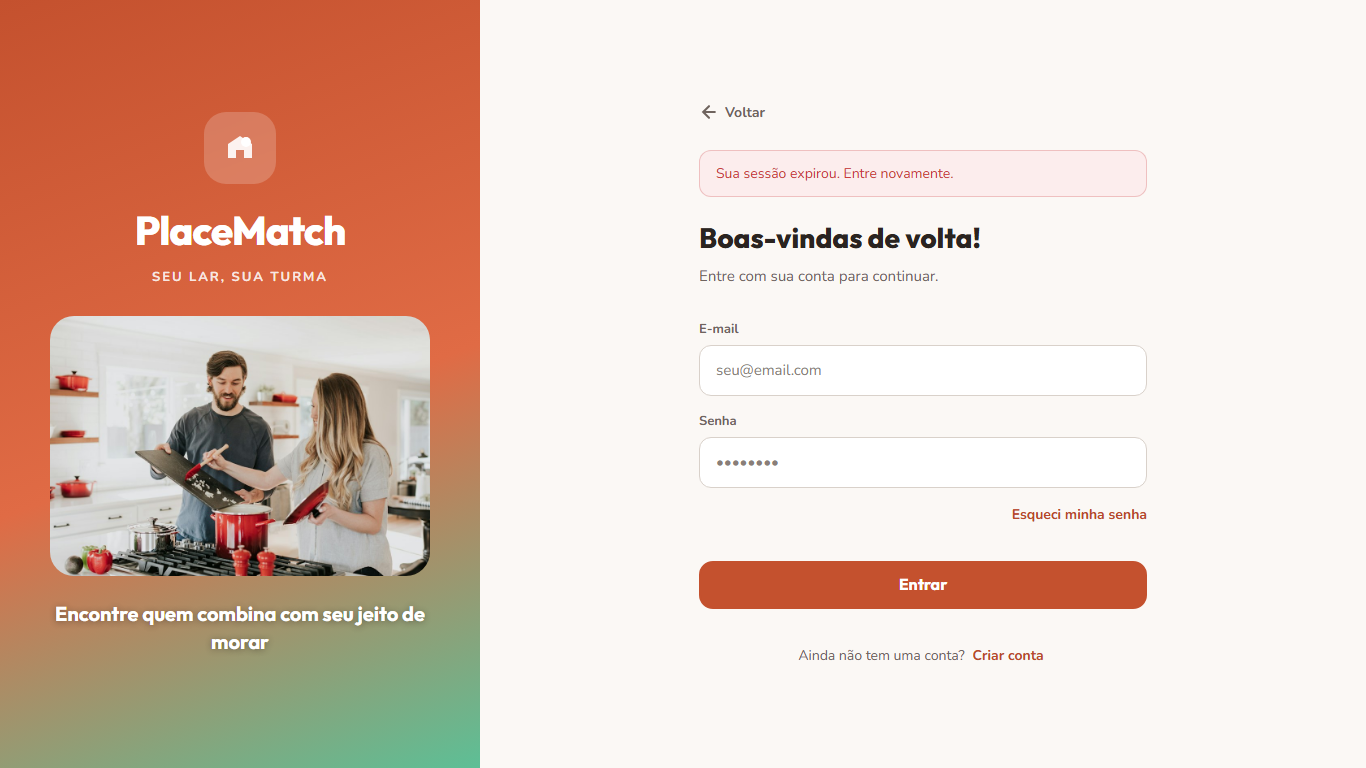 PlaceMatch
SEU LAR, SUA TURMA
Encontre quem combina com seu jeito de
morar
Voltar
Sua sessão expirou. Entre novamente.
Boas-vindas de volta!
Entre com sua conta para continuar.
E-mail
seu@email.com
Senha
••••••••
Esqueci minha senha
Entrar
Ainda não tem uma conta? Criar conta